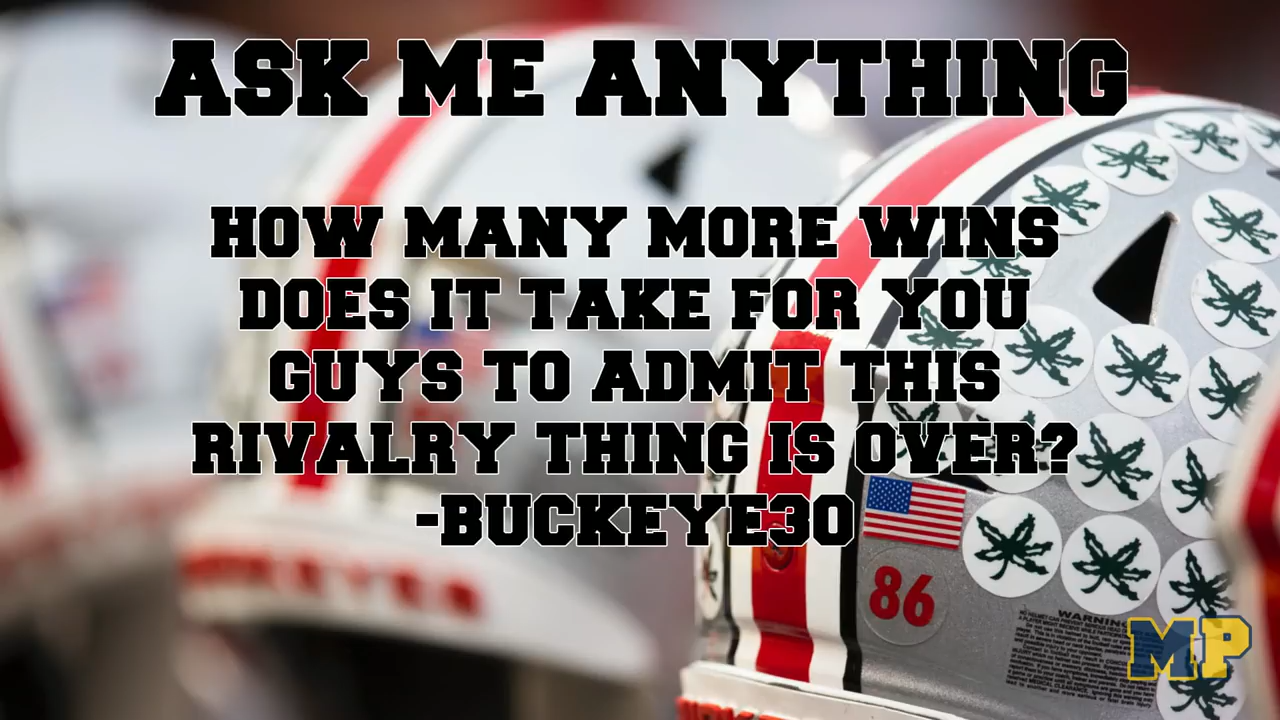 ASK ME ANYTHING
HOW MANY MORE WINS
DOES IT TAKE FOR YOU
GUYS TO ADMIT THIS
RIVALRY THING IS OVER?
-BUCKEYE30
86
WARNING
MP